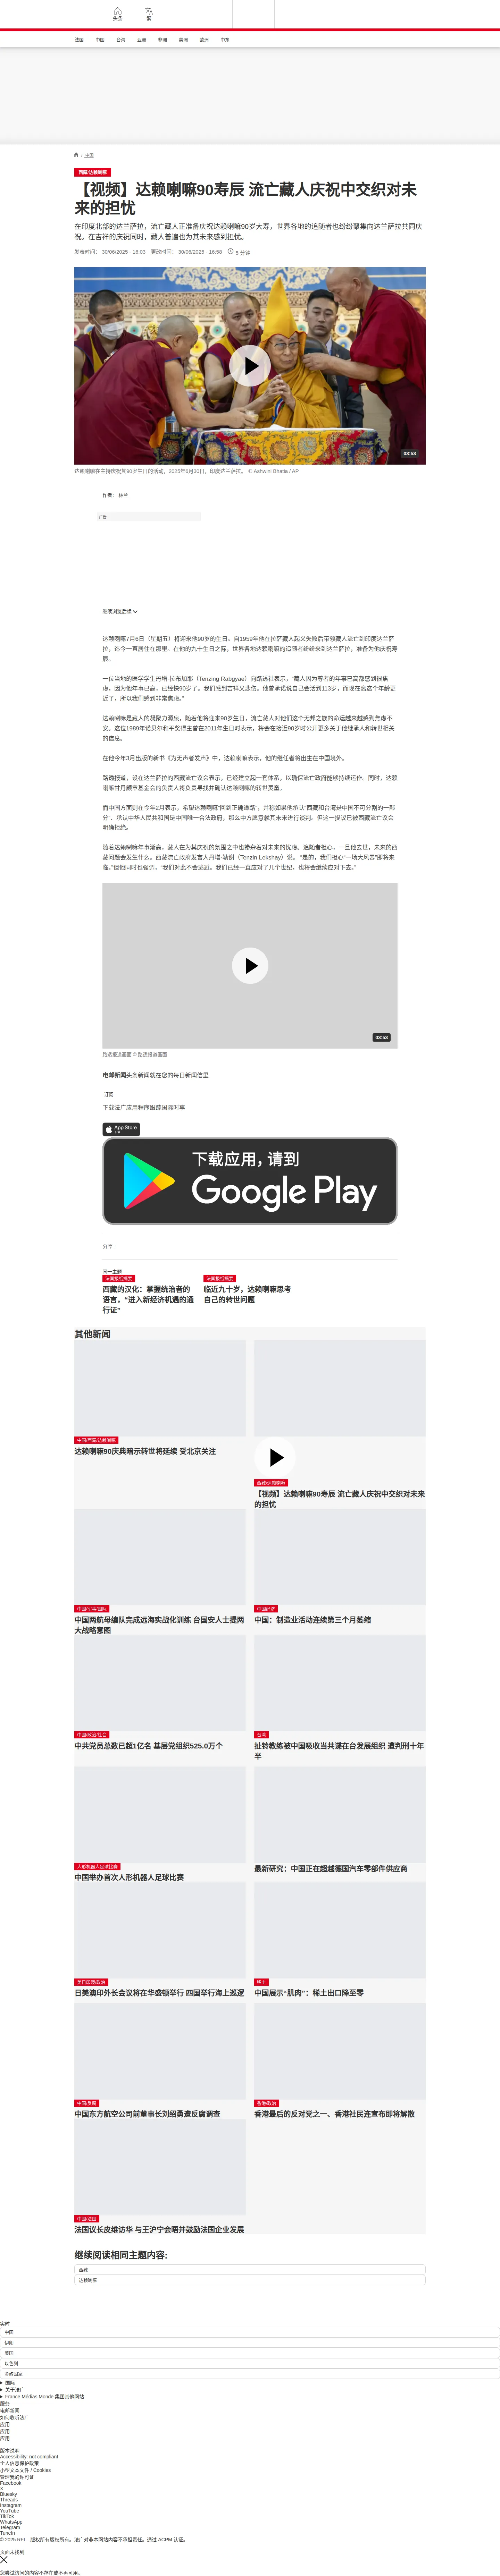 头条
繁
法国
中国
台海
亚洲
非洲
美洲
欧洲
中东
/ 中国
西藏/达赖喇嘛
【视频】达赖喇嘛90寿辰 流亡藏人庆祝中交织对未
来的担忧
在印度北部的达兰萨拉，流亡藏人正准备庆祝达赖喇嘛90岁大寿，世界各地的追随者也纷纷聚集向达兰萨拉共同庆
祝。在吉祥的庆祝同时，藏人普遍也为其未来感到担忧。
发表时间： 30/06/2025 - 16:03 更改时间： 30/06/2025 - 16:59 5 分钟
03:53
达赖喇嘛在主持庆祝其90岁生日的活动，2025年6月30日，印度达兰萨拉。 © Ashwini Bhatia / AP
作者： 林兰
广告
继续浏览后续
达赖喇嘛7月6日（星期五）将迎来他90岁的生日。自1959年他在拉萨藏人起义失败后带领藏人流亡到印度达兰萨
拉，迄今一直居住在那里。在他的九十生日之际，世界各地达赖喇嘛的追随者纷纷来到达兰萨拉，准备为他庆祝寿
辰。
一位当地的医学学生丹增·拉布加耶（Tenzing Rabgyae）向路透社表示，“藏人因为尊者的年事已高都感到很焦
虑，因为他年事已高，已经快90岁了。我们感到吉祥又悲伤。他曾承诺说自己会活到113岁，而现在离这个年龄更
近了，所以我们感到非常焦虑。”
达赖喇嘛是藏人的凝聚力源泉，随着他将迎来90岁生日，流亡藏人对他们这个无邦之族的命运越来越感到焦虑不
安。这位1989年诺贝尔和平奖得主曾在2011年生日时表示，将会在接近90岁时公开更多关于他继承人和转世相关
的信息。
在他今年3月出版的新书《为无声者发声》中，达赖喇嘛表示，他的继任者将出生在中国境外。
路透报道，设在达兰萨拉的西藏流亡议会表示，已经建立起一套体系，以确保流亡政府能够持续运作。同时，达赖
喇嘛甘丹颇章基金会的负责人将负责寻找并确认达赖喇嘛的转世灵童。
而中国方面则在今年2月表示，希望达赖喇嘛“回到正确道路”，并称如果他承认“西藏和台湾是中国不可分割的一部
分”、承认中华人民共和国是中国唯一合法政府，那么中方愿意就其未来进行谈判。但这一提议已被西藏流亡议会
明确拒绝。
随着达赖喇嘛年事渐高，藏人在为其庆祝的氛围之中也掺杂着对未来的忧虑。追随者担心，一旦他去世，未来的西
藏问题会发生什么。西藏流亡政府发言人丹增·勒谢（Tenzin Lekshay）说。 “是的，我们担心“一场大风暴”即将来
临。”但他同时也强调，“我们对此不会逃避。我们已经一直应对了几个世纪，也将会继续应对下去。”
03:53
路透报道画面 © 路透报道画面
电邮新闻头条新闻就在您的每日新闻信里
订阅
下载法广应用程序跟踪国际时事
App Store
下载
下载应用，请到
Google Play
分享 :
同一主题
法国报纸摘要
西藏的汉化：掌握统治者的
语言，“进入新经济机遇的通
行证”
法国报纸摘要
临近九十岁，达赖喇嘛思考
自己的转世问题
其他新闻
中国/西藏/达赖喇嘛
达赖喇嘛90庆典暗示转世将延续 受北京关注
西藏/达赖喇嘛
【视频】达赖喇嘛90寿辰 流亡藏人庆祝中交织对未来
的担忧
中国/军事/国际
中国两航母编队完成远海实战化训练 台国安人士提两
大战略意图
中国经济
中国：制造业活动连续第三个月萎缩
中国/政治/社会
中共党员总数已超1亿名 基层党组织525.0万个
台湾
扯铃教练被中国吸收当共谍在台发展组织 遭判刑十年
半
人形机器人足球比赛
中国举办首次人形机器人足球比赛
最新研究：中国正在超越德国汽车零部件供应商
美日印澳/政治
日美澳印外长会议将在华盛顿举行 四国举行海上巡逻
稀土
中国展示“肌肉”：稀土出口降至零
中国/反腐
中国东方航空公司前董事长刘绍勇遭反腐调查
香港/政治
香港最后的反对党之一、香港社民连宣布即将解散
中国/法国
法国议长皮维访华 与王沪宁会晤并鼓励法国企业发展
继续阅读相同主题内容:
西藏
达赖喇嘛
实时
中国
伊朗
美国
以色列
金砖国家
国际
关于法广
France Médias Monde 集团其他网站
服务
电邮新闻
如何收听法广
应用
应用
应用
版本说明
Accessibility: not compliant
个人信息保护政策
小型文本文件 / Cookies
管理我的许可证
Facebook
X
Bluesky
Threads
Instagram
YouTube
TikTok
WhatsApp
Telegram
TuneIn
© 2025 RFI – 版权所有版权所有。法广对非本网站内容不承担责任。通过 ACPM 认证。
页面未找到
您尝试访问的内容不存在或不再可用。